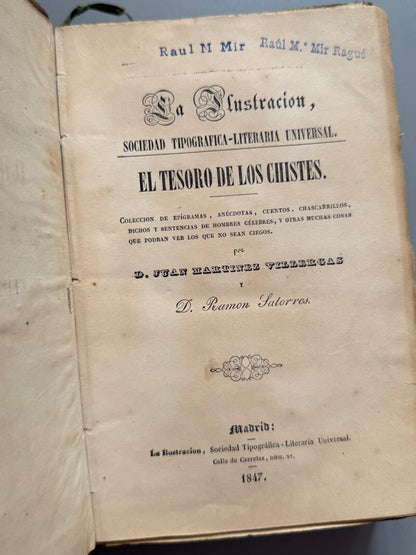 Raul M Mir Raúl M.ª Mir Ragué
La Ilustracion,
SOCIEDAD TIPOGRAFICA-LITERARIA UNIVERSAL.
EL TESORO DE LOS CHISTES.
COLECCION DE EPÍGRAMAS, ANÉCDOTAS, CUENTOS, CHASCARRILLOS,
DICHOS Y SENTENCIAS DE HOMBRES CÉLEBRES, Y OTRAS MUCHAS COSAS
QUE PODRAN VER LOS QUE NO SEAN CIEGOS.
por
D. JUAN MARTINEZ VILLERGAS
Y
D. Ramon Satorres.
Madrid:
La Ilustracion, Sociedad Tipográfica-Literaria Universal.
Calle de Carretas, núm. 27.
1847.